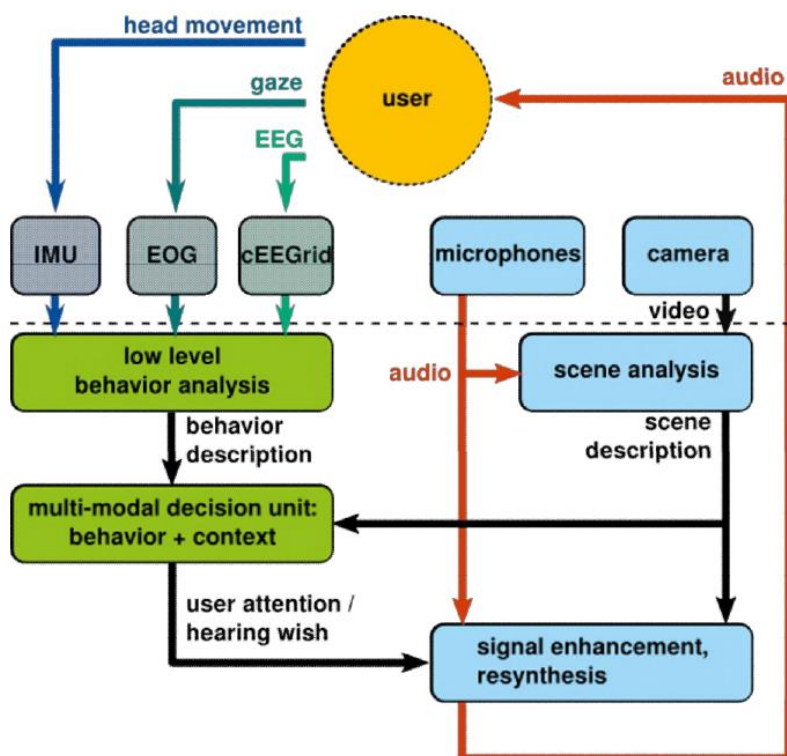 head movement
gaze
EEG
user
audio
IMU
EOG
cEEGrid
microphones
camera
video
low level
behavior analysis
audio
scene analysis
behavior
description
scene
description
multi-modal decision unit:
behavior + context
user attention /
hearing wish
signal enhancement,
resynthesis